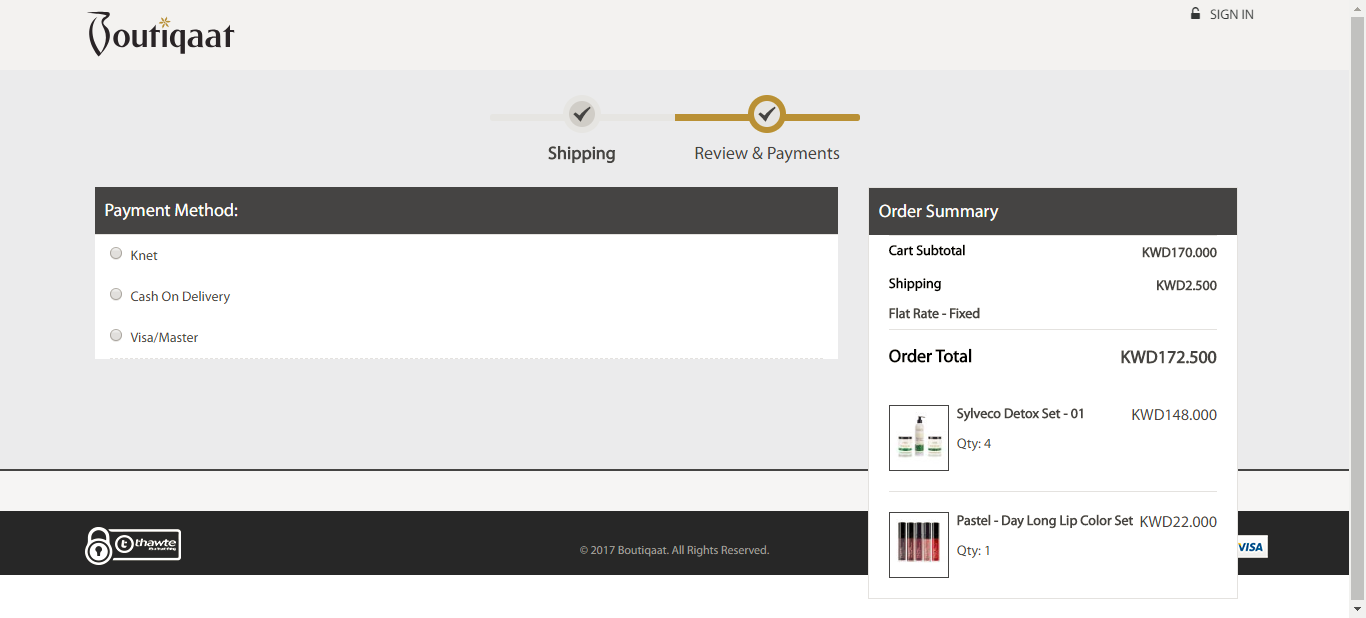 Boutiqaat
SIGN IN
Shipping
Review & Payments
Payment Method:
Knet
Cash On Delivery
Visa/Master
Order Summary
Cart Subtotal KWD170.000
Shipping KWD2.500
Flat Rate - Fixed
Order Total KWD172.500
Sylveco Detox Set - 01 KWD148.000
Qty: 4
Pastel - Day Long Lip Color Set KWD22.000
Qty: 1
thawte
© 2017 Boutiqaat. All Rights Reserved.
VISA